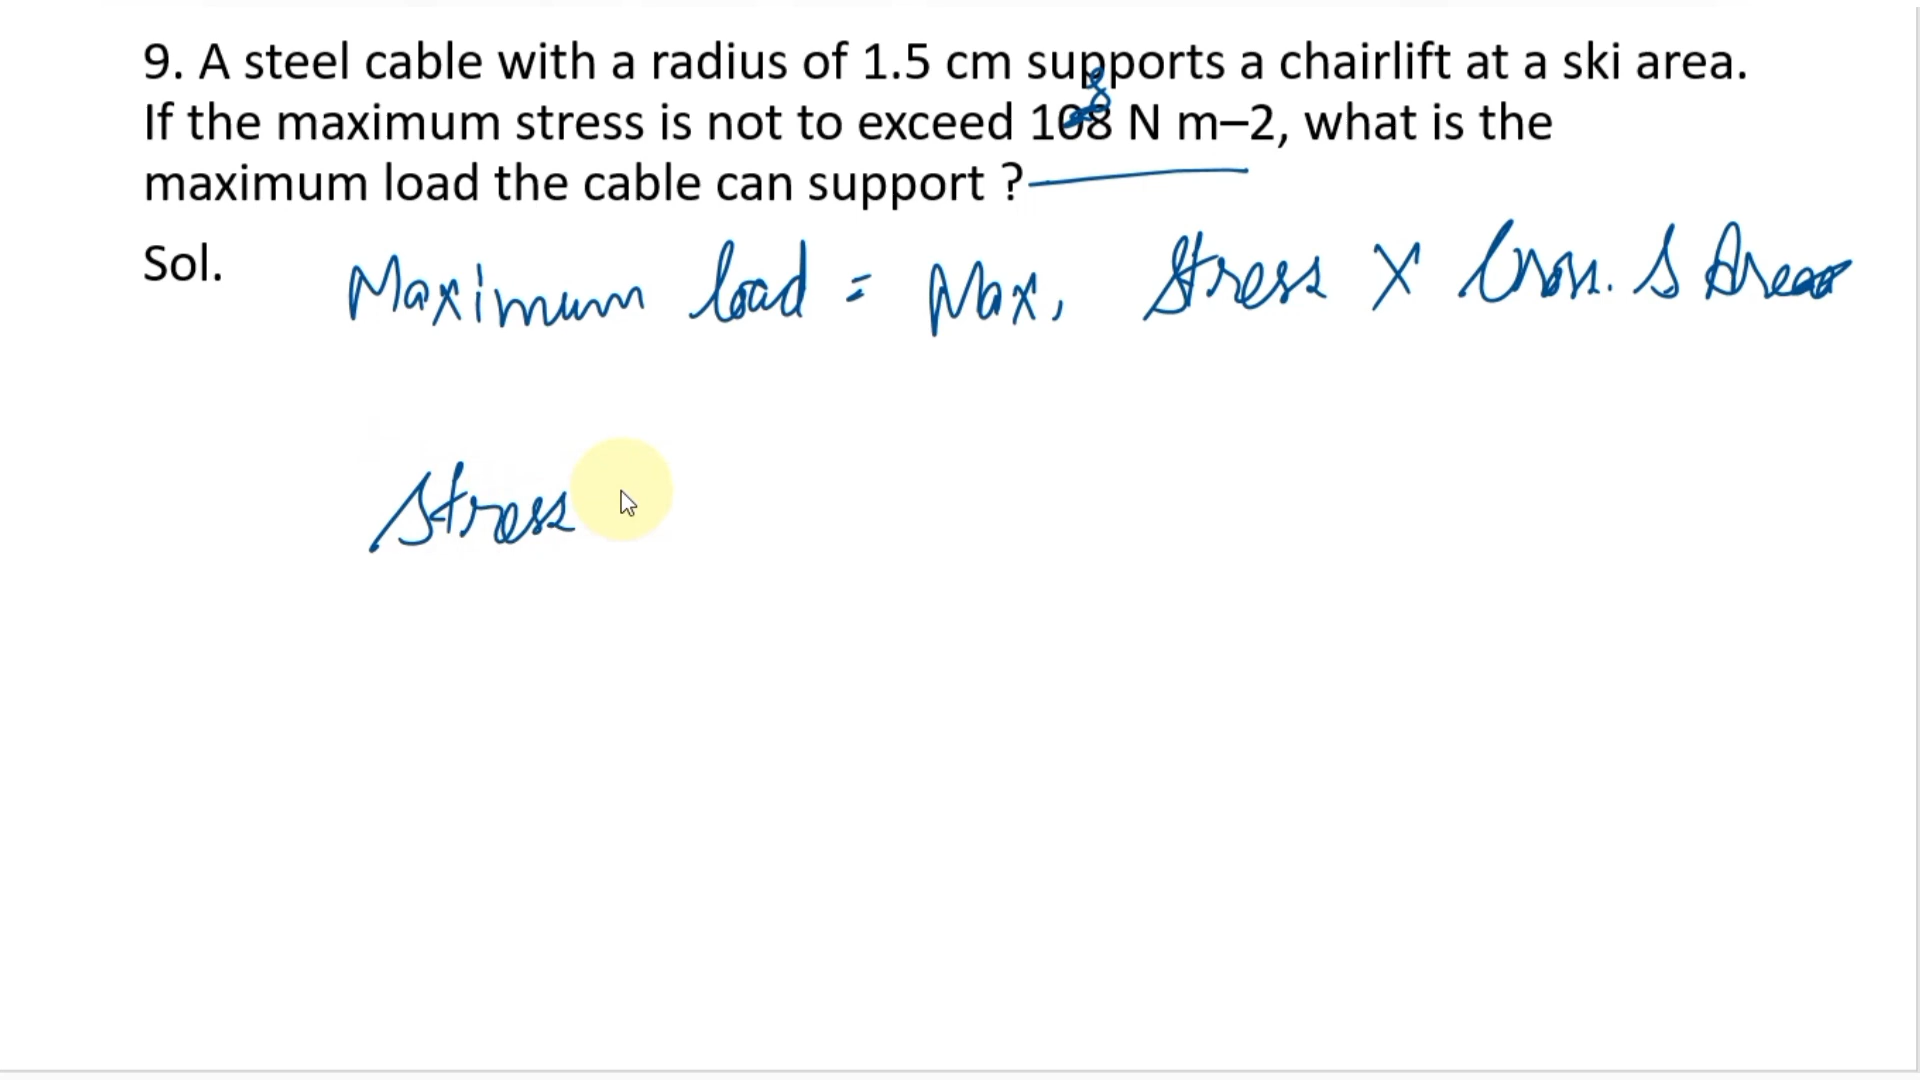 9. A steel cable with a radius of 1.5 cm supports a chairlift at a ski area.
If the maximum stress is not to exceed 108 N m–2, what is the
maximum load the cable can support ?
Sol.
Maximum load = Max, Stress X Cross. S Area
Stress